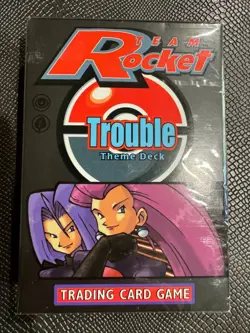 TEAM
Rocket
Trouble
Theme Deck
TRADING CARD GAME